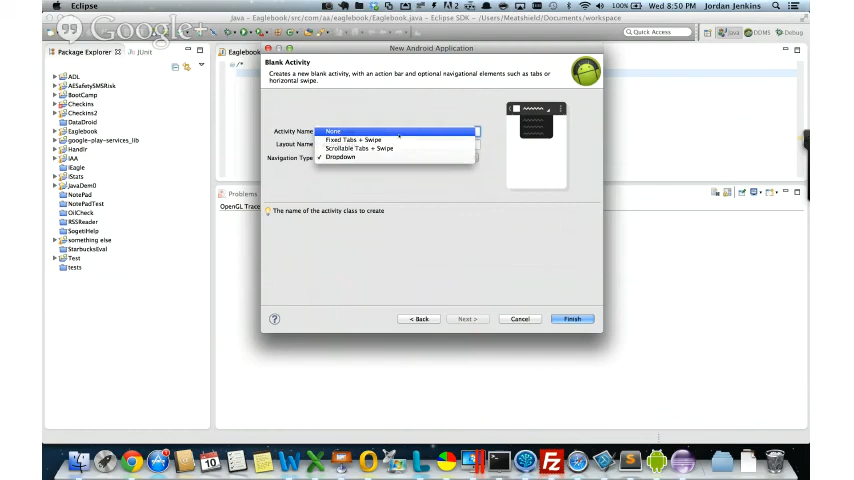 Eclipse
100%
Wed 8:50 PM Jordan Jenkins
Java – Eaglebook/src/com/aa/eaglebook/Eaglebook.java – Eclipse SDK – /Users/Meatshield/Documents/workspace
Google+
Quick Access
Java
DDMS
Debug
Package Explorer
JUnit
Eaglebook
/*
ADL
AESafetySMSRisk
BootCamp
Checkins
Checkins2
DataDroid
Eaglebook
google-play-services_lib
Handlr
IAA
IEagle
IStats
JavaDem0
NotePad
NotePadTest
OilCheck
RSSReader
SogetiHelp
something else
StarbucksEval
Test
tests
New Android Application
Blank Activity
Creates a new blank activity, with an action bar and optional navigational elements such as tabs or
horizontal swipe.
Activity Name
None
Fixed Tabs + Swipe
Layout Name
Scrollable Tabs + Swipe
Navigation Type
✓ Dropdown
The name of the activity class to create
Problems
OpenGL Trace
?
< Back
Next >
Cancel
Finish